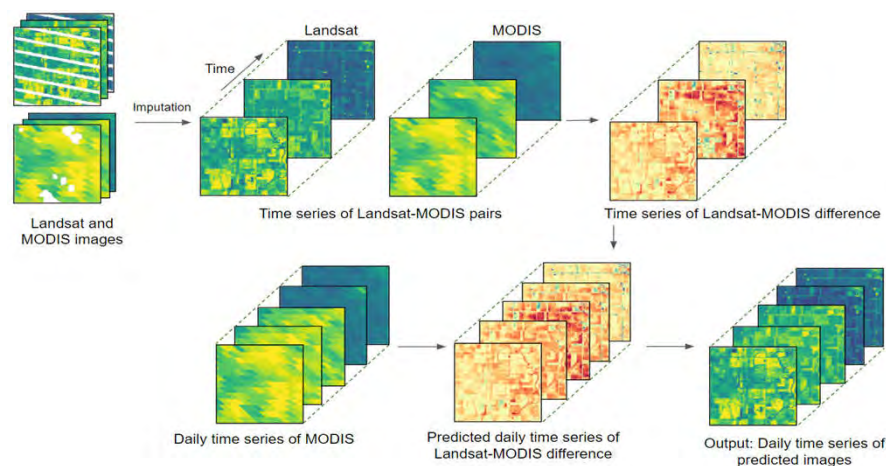 Landsat
MODIS
Time
Imputation
Landsat and
MODIS images
Time series of Landsat-MODIS pairs
Time series of Landsat-MODIS difference
Daily time series of MODIS
Predicted daily time series of
Landsat-MODIS difference
Output: Daily time series of
predicted images